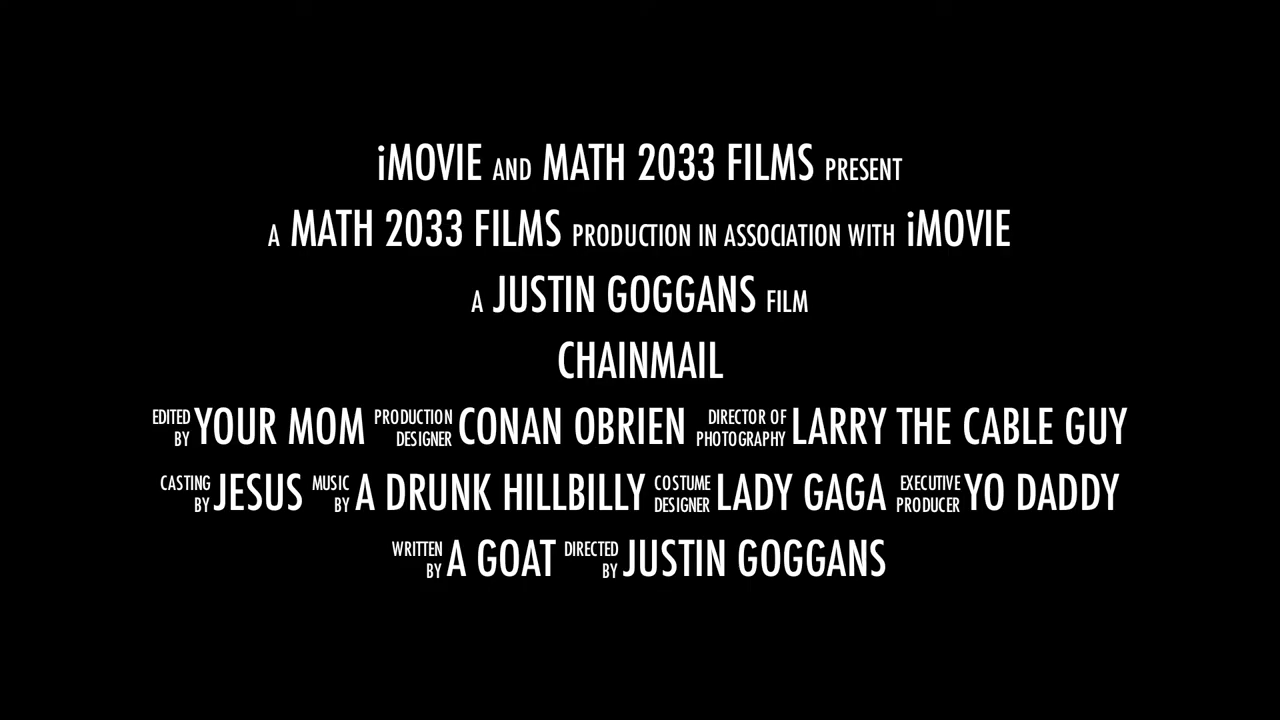 iMOVIE AND MATH 2033 FILMS PRESENT
A MATH 2033 FILMS PRODUCTION IN ASSOCIATION WITH iMOVIE
A JUSTIN GOGGANS FILM
CHAINMAIL
EDITED BY YOUR MOM PRODUCTION DESIGNER CONAN OBRIEN DIRECTOR OF PHOTOGRAPHY LARRY THE CABLE GUY
CASTING BY JESUS MUSIC BY A DRUNK HILLBILLY COSTUME DESIGNER LADY GAGA EXECUTIVE PRODUCER YO DADDY
WRITTEN BY A GOAT DIRECTED BY JUSTIN GOGGANS